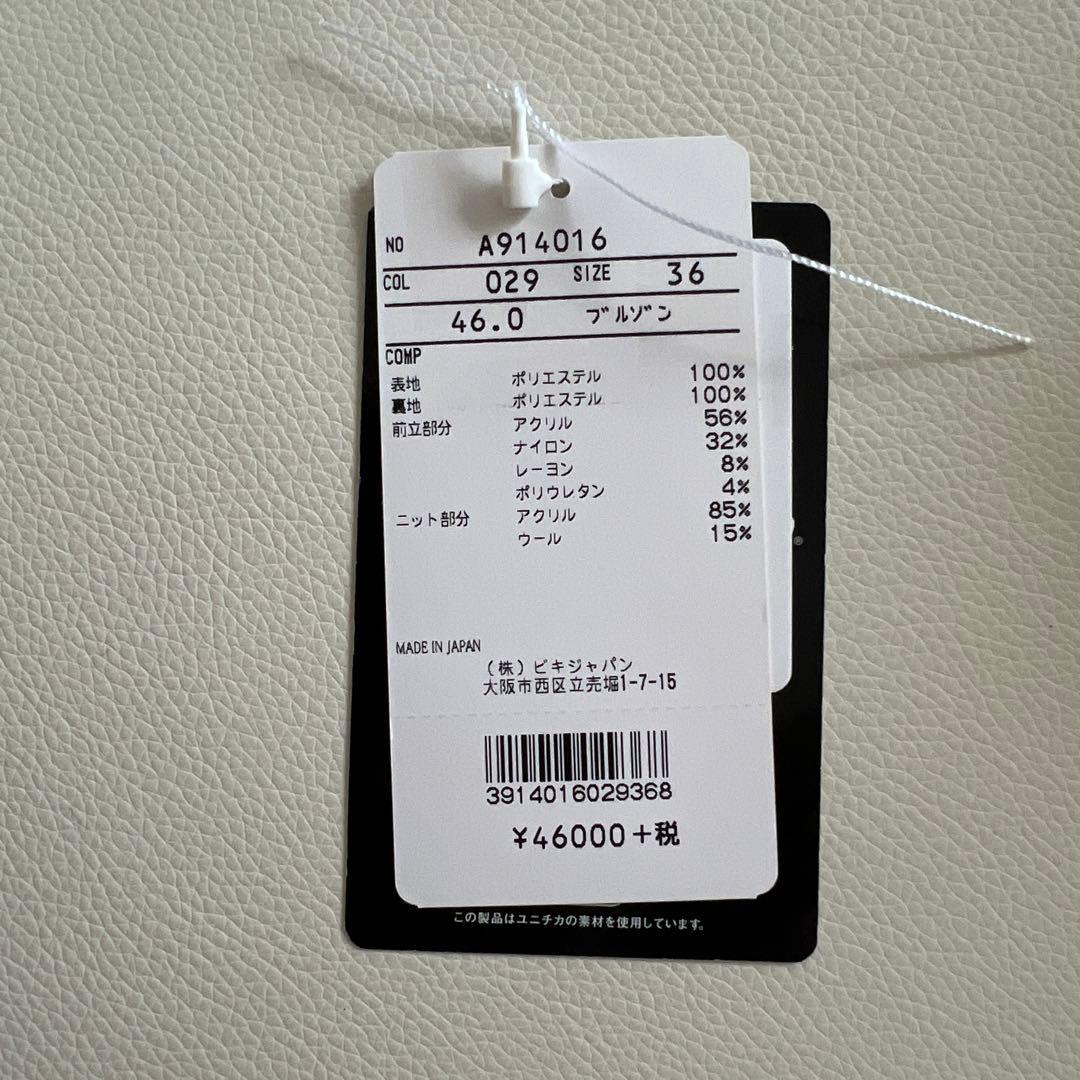 NO A914016
COL 029 SIZE 36
46.0 ブルゾン
COMP
表地 ポリエステル 100%
裏地 ポリエステル 100%
前立部分 アクリル 56%
ナイロン 32%
レーヨン 8%
ポリウレタン 4%
ニット部分 アクリル 85%
ウール 15%
MADE IN JAPAN
(株)ビキジャパン
大阪市西区立売堀1-7-15
3914016029368
¥46000+税
この製品はユニチカの素材を使用しています。
®